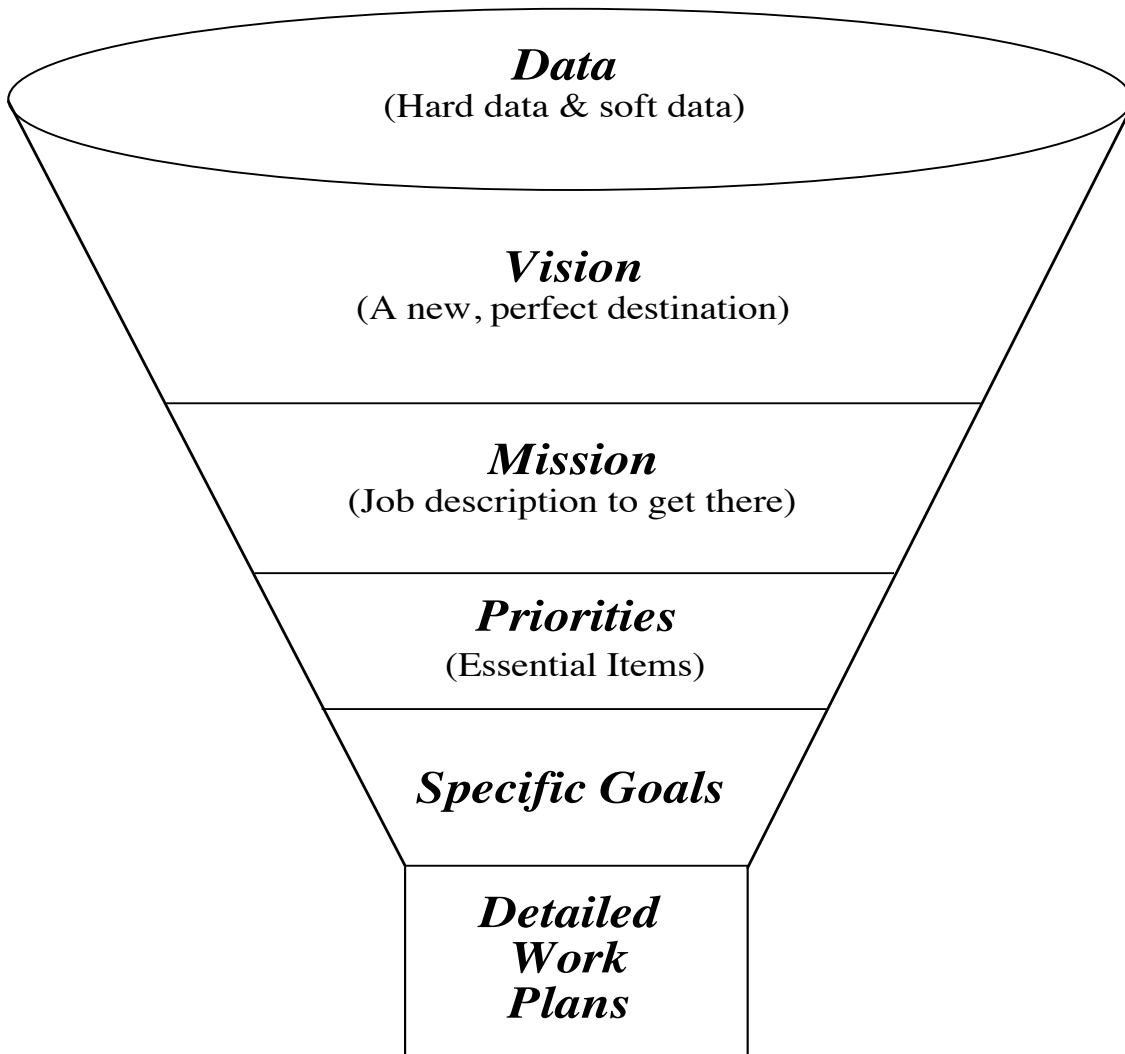 Data
(Hard data & soft data)
Vision
(A new, perfect destination)
Mission
(Job description to get there)
Priorities
(Essential Items)
Specific Goals
Detailed
Work
Plans